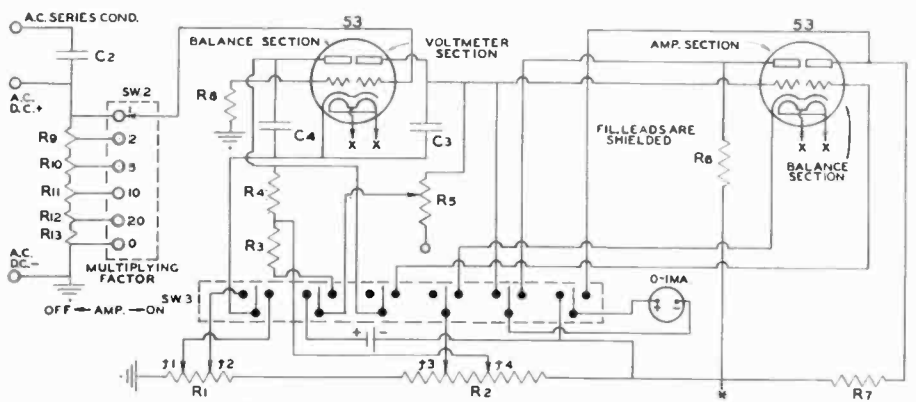 A.C. SERIES COND.
C2
A.C.
D.C.+
SW2
1
2
5
10
20
0
R9
R10
R11
R12
R13
A.C.
DC.-
MULTIPLYING
FACTOR
OFF ← AMP. → ON
BALANCE SECTION
53
VOLTMETER
SECTION
R8
C4
C3
X X
R4
R3
R5
SW3
53
AMP. SECTION
FIL. LEADS ARE
SHIELDED
R6
X X
BALANCE
SECTION
0-1MA
+ -
+ -
↑1
↑2
↑3
↑4
R1
R2
R7
*